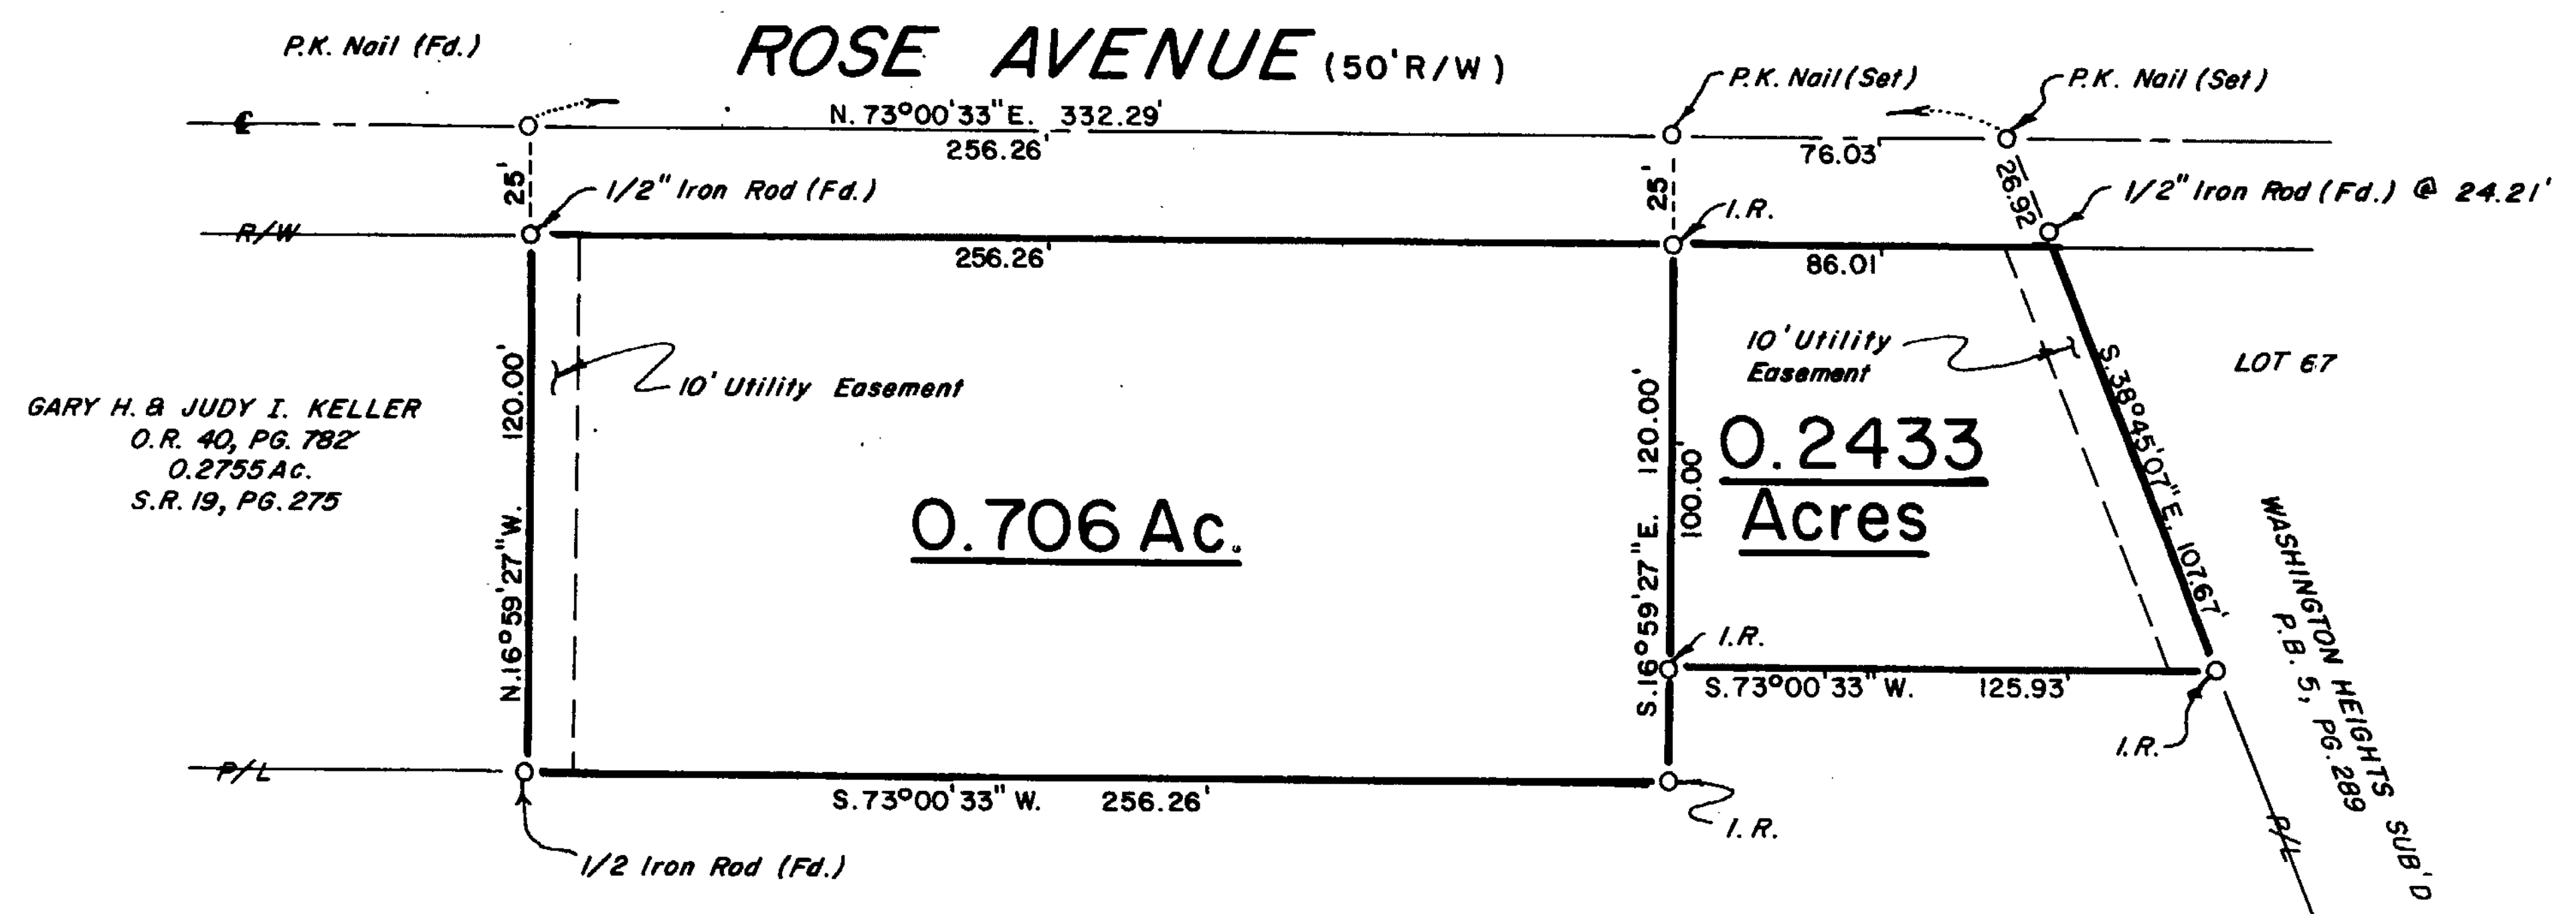 P.K. Nail (Fd.)
ROSE AVENUE (50'R/W)
P.K. Nail (Set)
P.K. Nail (Set)
℄
N. 73°00'33"E. 332.29'
256.26'
76.03'
25'
25'
26.92
1/2" Iron Rod (Fd.)
I.R.
1/2" Iron Rod (Fd.) @ 24.21'
R/W
256.26'
86.01'
10' Utility Easement
10' Utility
Easement
LOT 67
GARY H. & JUDY I. KELLER
O.R. 40, PG. 782
0.2755 Ac.
S.R. 19, PG. 275
N.16°59'27"W. 120.00'
0.706 Ac.
S.16°59'27"E. 120.00'
100.00'
0.2433
Acres
S.38°45'07"E. 107.67'
WASHINGTON HEIGHTS SUB'D
P.B. 5, PG. 289
I.R.
S.73°00'33" W. 125.93'
I.R.
P/L
S.73°00'33" W. 256.26'
I.R.
P/L
1/2 Iron Rod (Fd.)